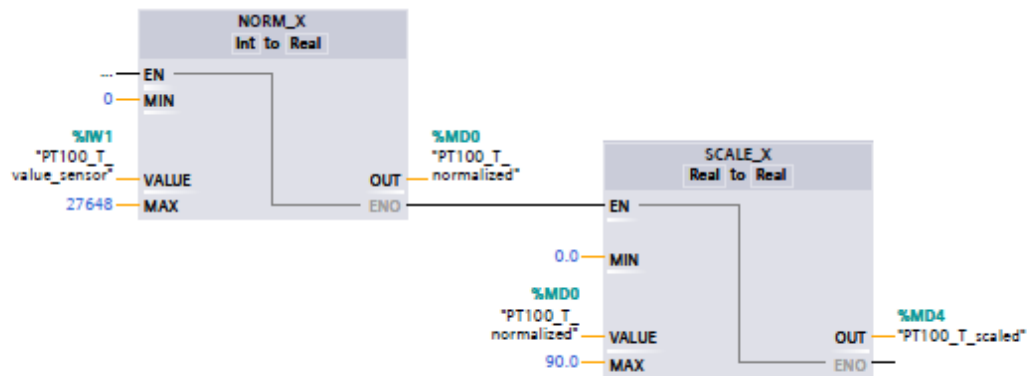 NORM_X
Int to Real
--- EN
0 MIN
%IW1
"PT100_T_
value_sensor" VALUE
27648 MAX
%MD0
"PT100_T_
OUT normalized"
ENO
SCALE_X
Real to Real
EN
0.0 MIN
%MD0
"PT100_T_
normalized" VALUE
90.0 MAX
%MD4
OUT "PT100_T_scaled"
ENO